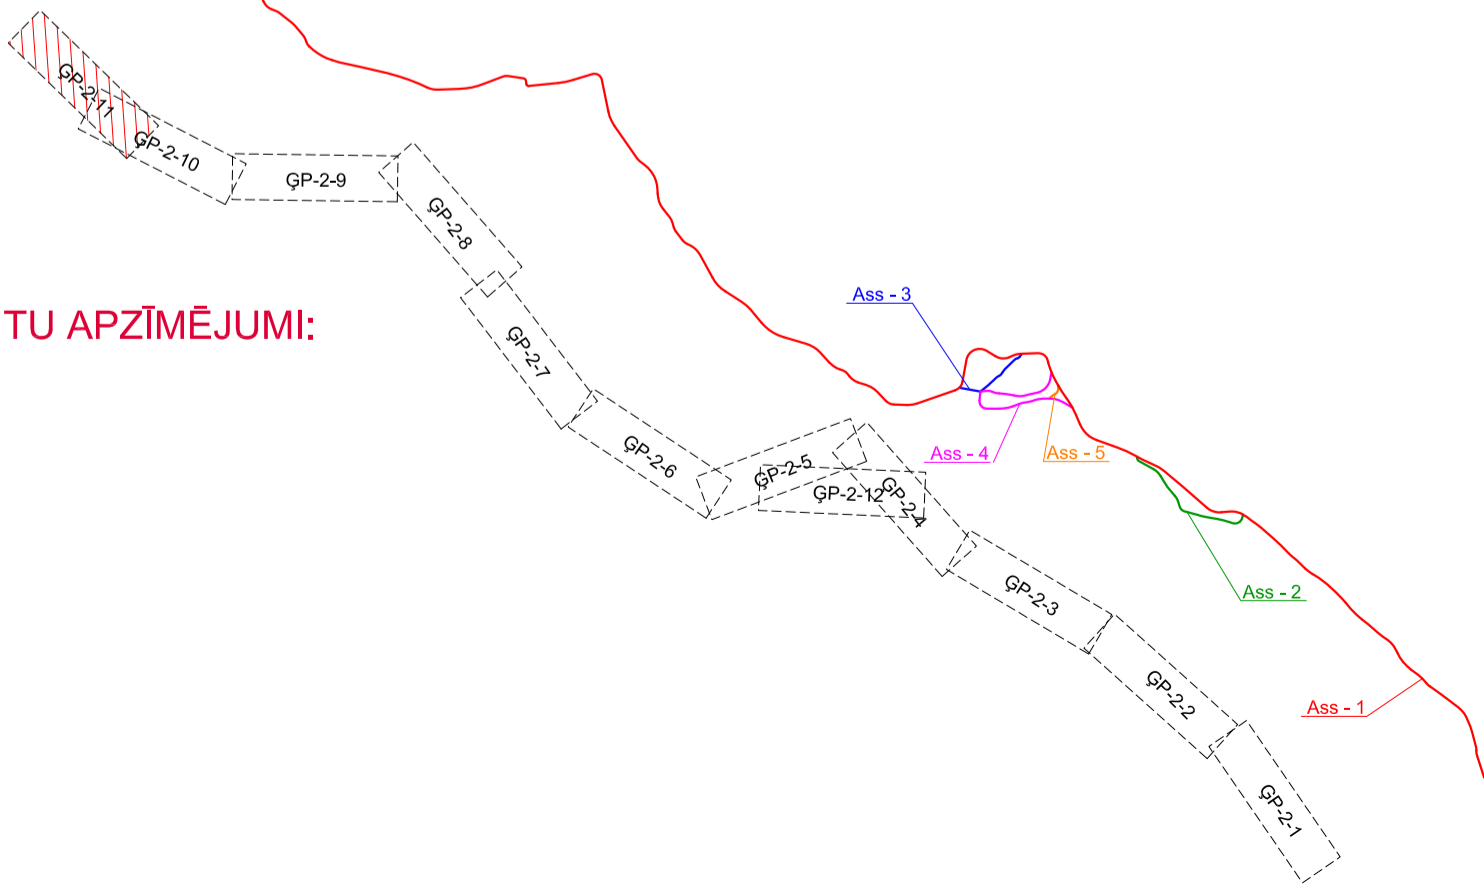 ĢP-2-11
ĢP-2-10
ĢP-2-9
ĢP-2-8
TU APZĪMĒJUMI:
ĢP-2-7
ĢP-2-6
ĢP-2-5
ĢP-2-12
ĢP-2-4
ĢP-2-3
ĢP-2-2
ĢP-2-1
Ass - 3
Ass - 4
Ass - 5
Ass - 2
Ass - 1